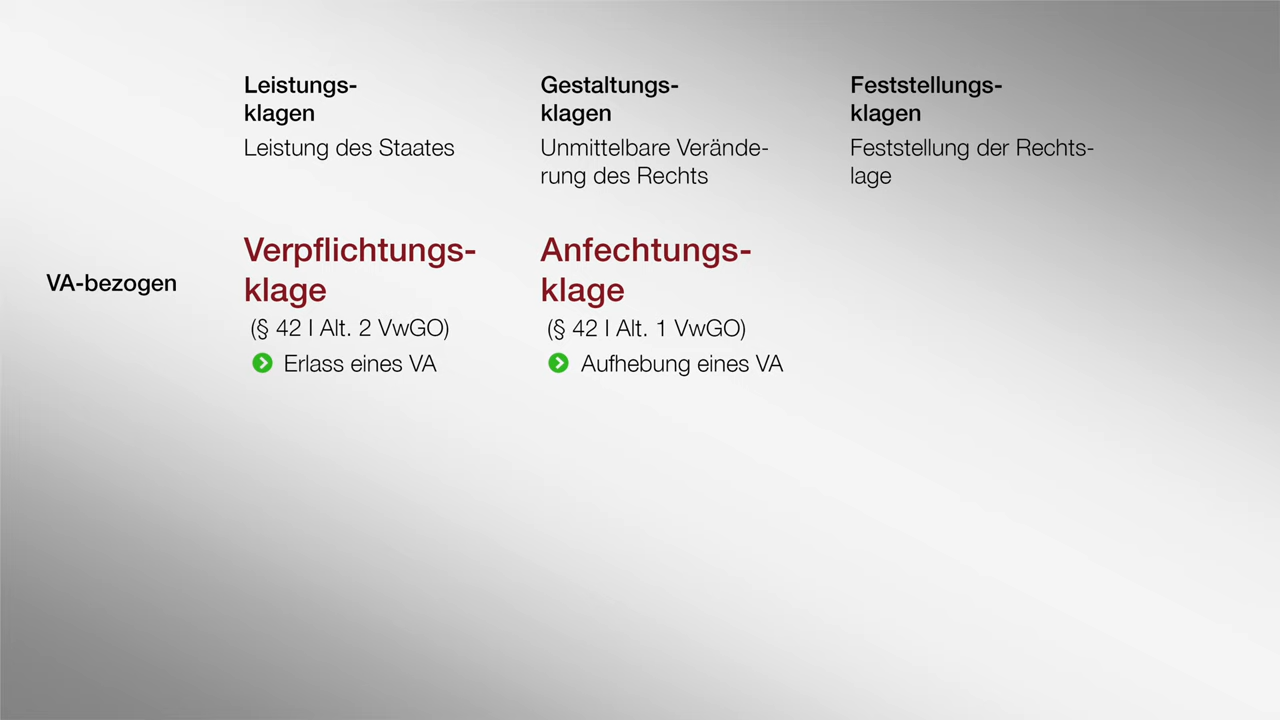 Leistungs-
klagen
Leistung des Staates
Gestaltungs-
klagen
Unmittelbare Verände-
rung des Rechts
Feststellungs-
klagen
Feststellung der Rechts-
lage
VA-bezogen
Verpflichtungs-
klage
(§ 42 I Alt. 2 VwGO)
Erlass eines VA
Anfechtungs-
klage
(§ 42 I Alt. 1 VwGO)
Aufhebung eines VA